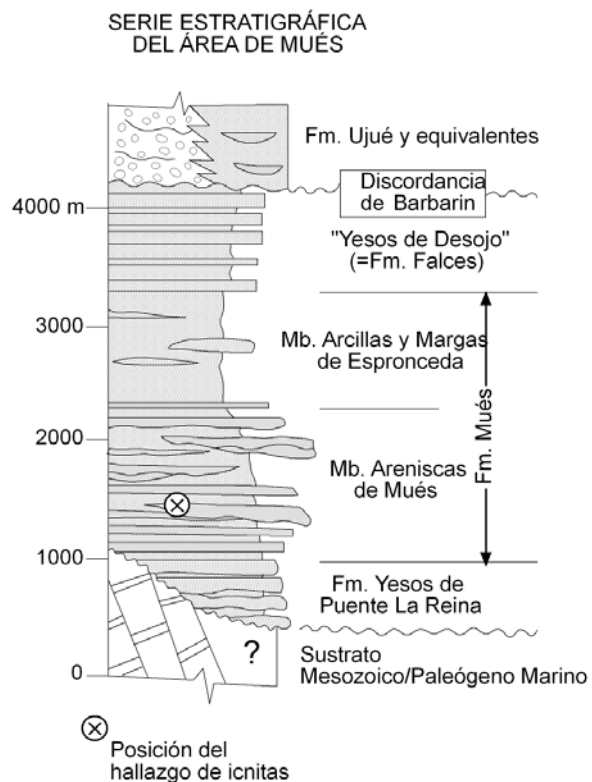 SERIE ESTRATIGRÁFICA
DEL ÁREA DE MUÉS
Fm. Ujué y equivalentes
Discordancia
de Barbarin
4000 m
"Yesos de Desojo"
(=Fm. Falces)
3000
Mb. Arcillas y Margas
de Espronceda
2000
Fm. Mués
Mb. Areniscas
de Mués
1000
Fm. Yesos de
Puente La Reina
?
Sustrato
Mesozoico/Paleógeno Marino
0
Posición del
hallazgo de icnitas